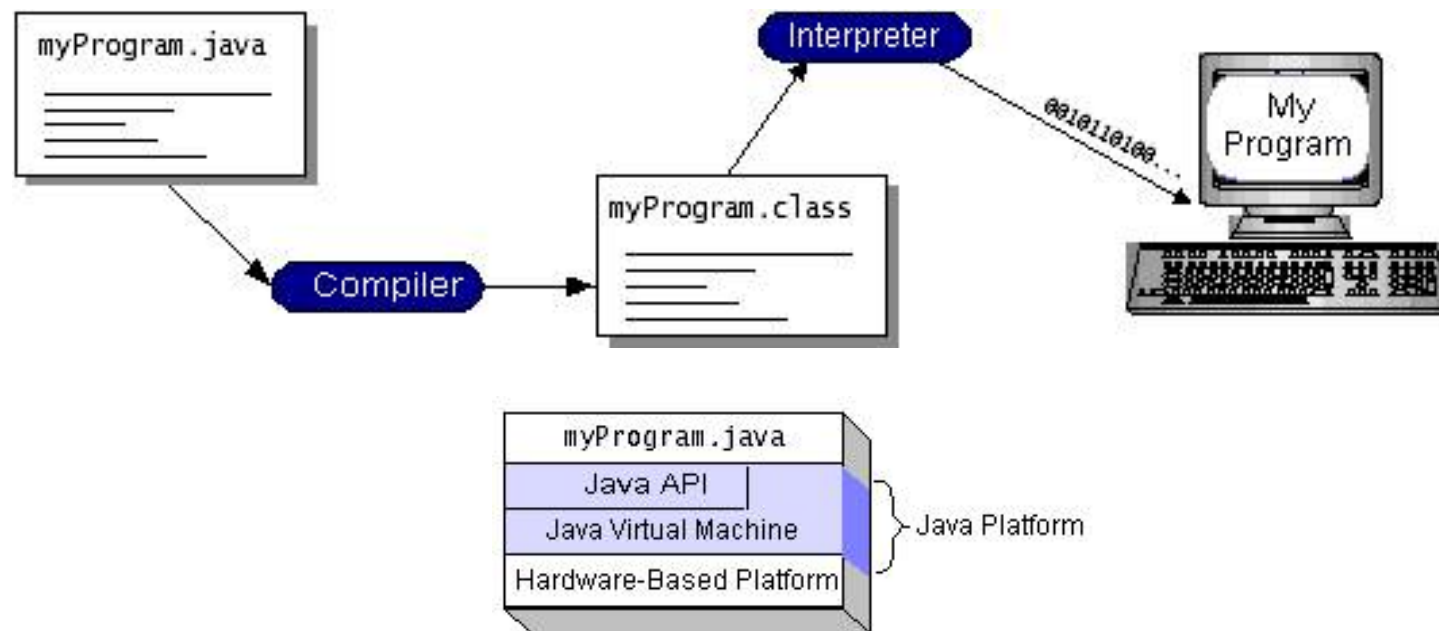 myProgram.java
Interpreter
0010110100...
My
Program
myProgram.class
Compiler
myProgram.java
Java API
Java Virtual Machine
Java Platform
Hardware-Based Platform